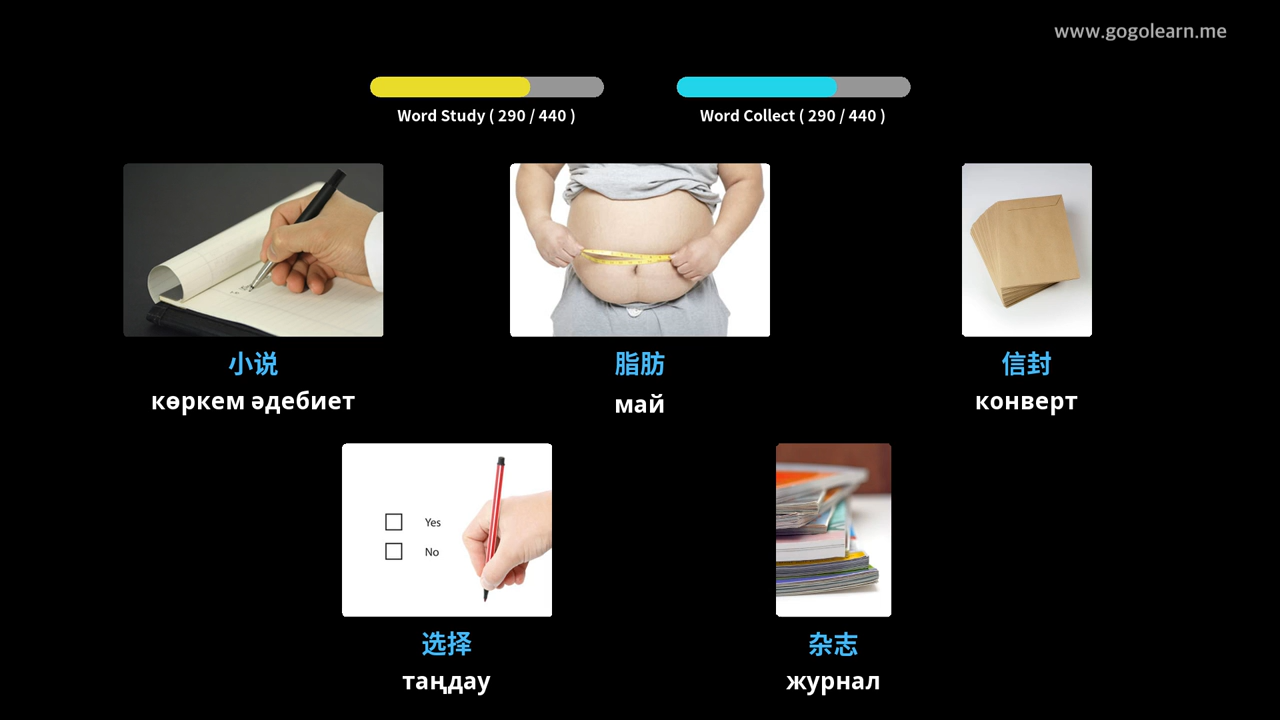 www.gogolearn.me
Word Study ( 290 / 440 )
Word Collect ( 290 / 440 )
小说
көркем әдебиет
脂肪
май
信封
конверт
Yes
No
选择
таңдау
杂志
журнал